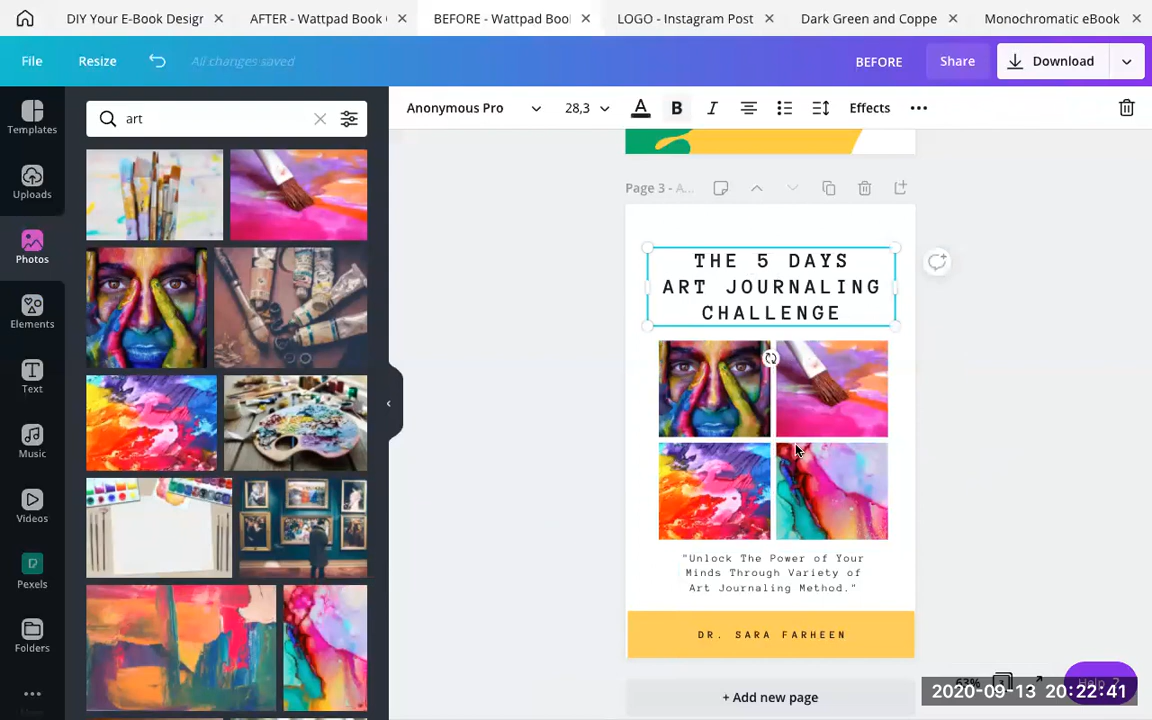 DIY Your E-Book Design
AFTER - Wattpad Book
BEFORE - Wattpad Boo
LOGO - Instagram Post
Dark Green and Coppe
Monochromatic eBook
File
Resize
All changes saved
BEFORE
Share
Download
Templates
Uploads
Photos
Elements
Text
Music
Videos
Pexels
Folders
art
Anonymous Pro
28,3
A
B
I
Effects
Page 3 - A...
THE 5 DAYS
ART JOURNALING
CHALLENGE
"Unlock The Power of Your
Minds Through Variety of
Art Journaling Method."
DR. SARA FARHEEN
+ Add new page
63%
Help ?
2020-09-13 20:22:41